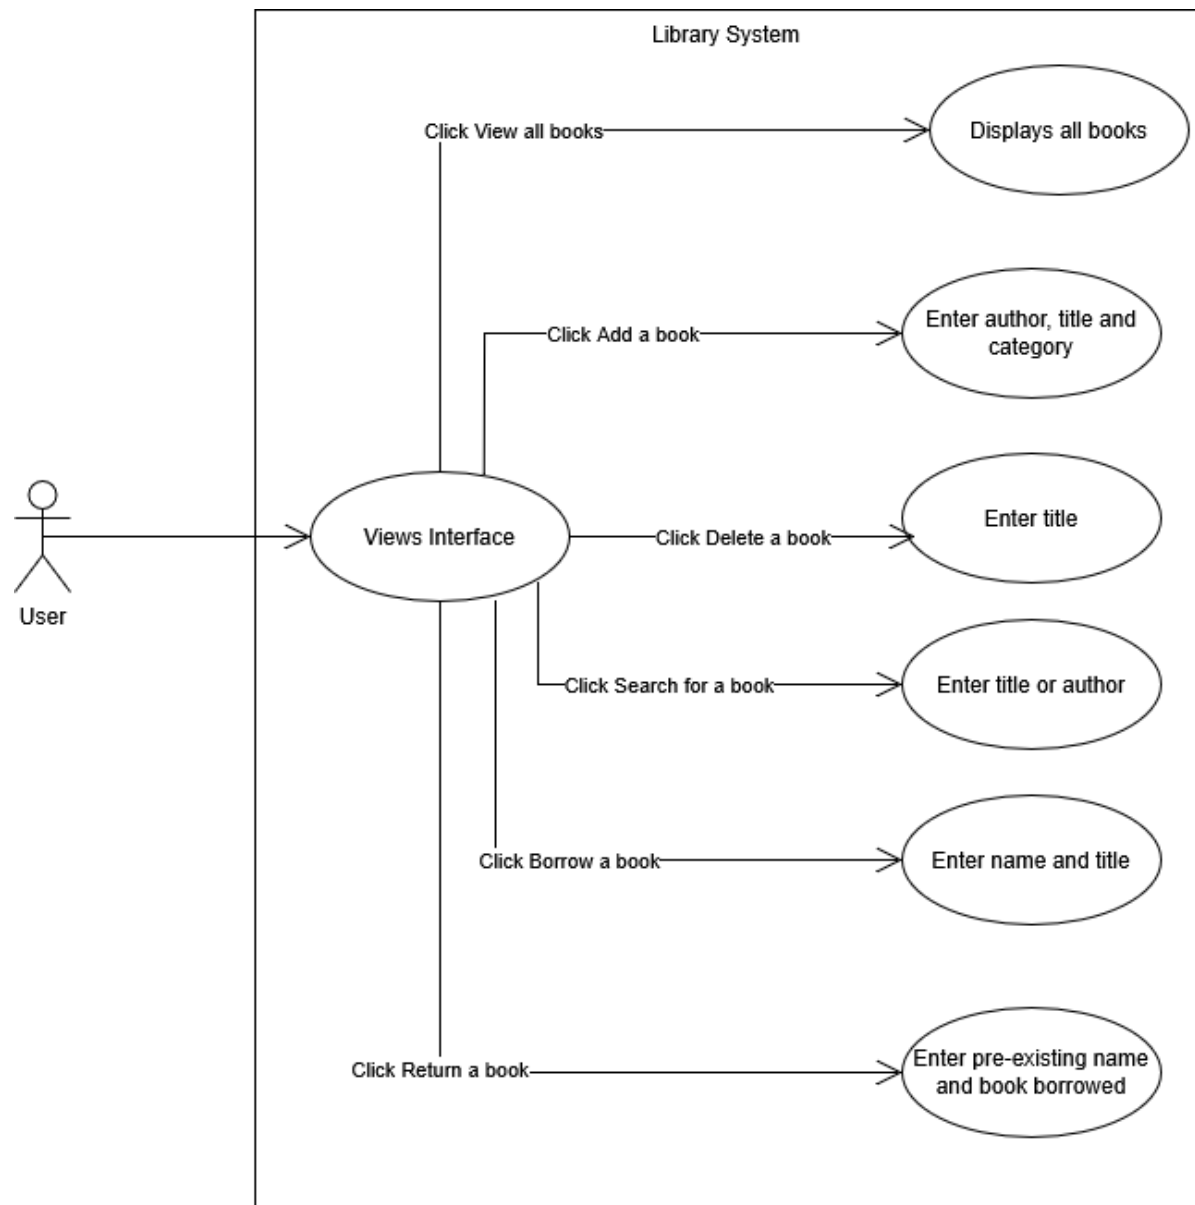 Library System
Click View all books
Displays all books
Click Add a book
Enter author, title and
category
Views Interface
Click Delete a book
Enter title
User
Click Search for a book
Enter title or author
Click Borrow a book
Enter name and title
Click Return a book
Enter pre-existing name
and book borrowed